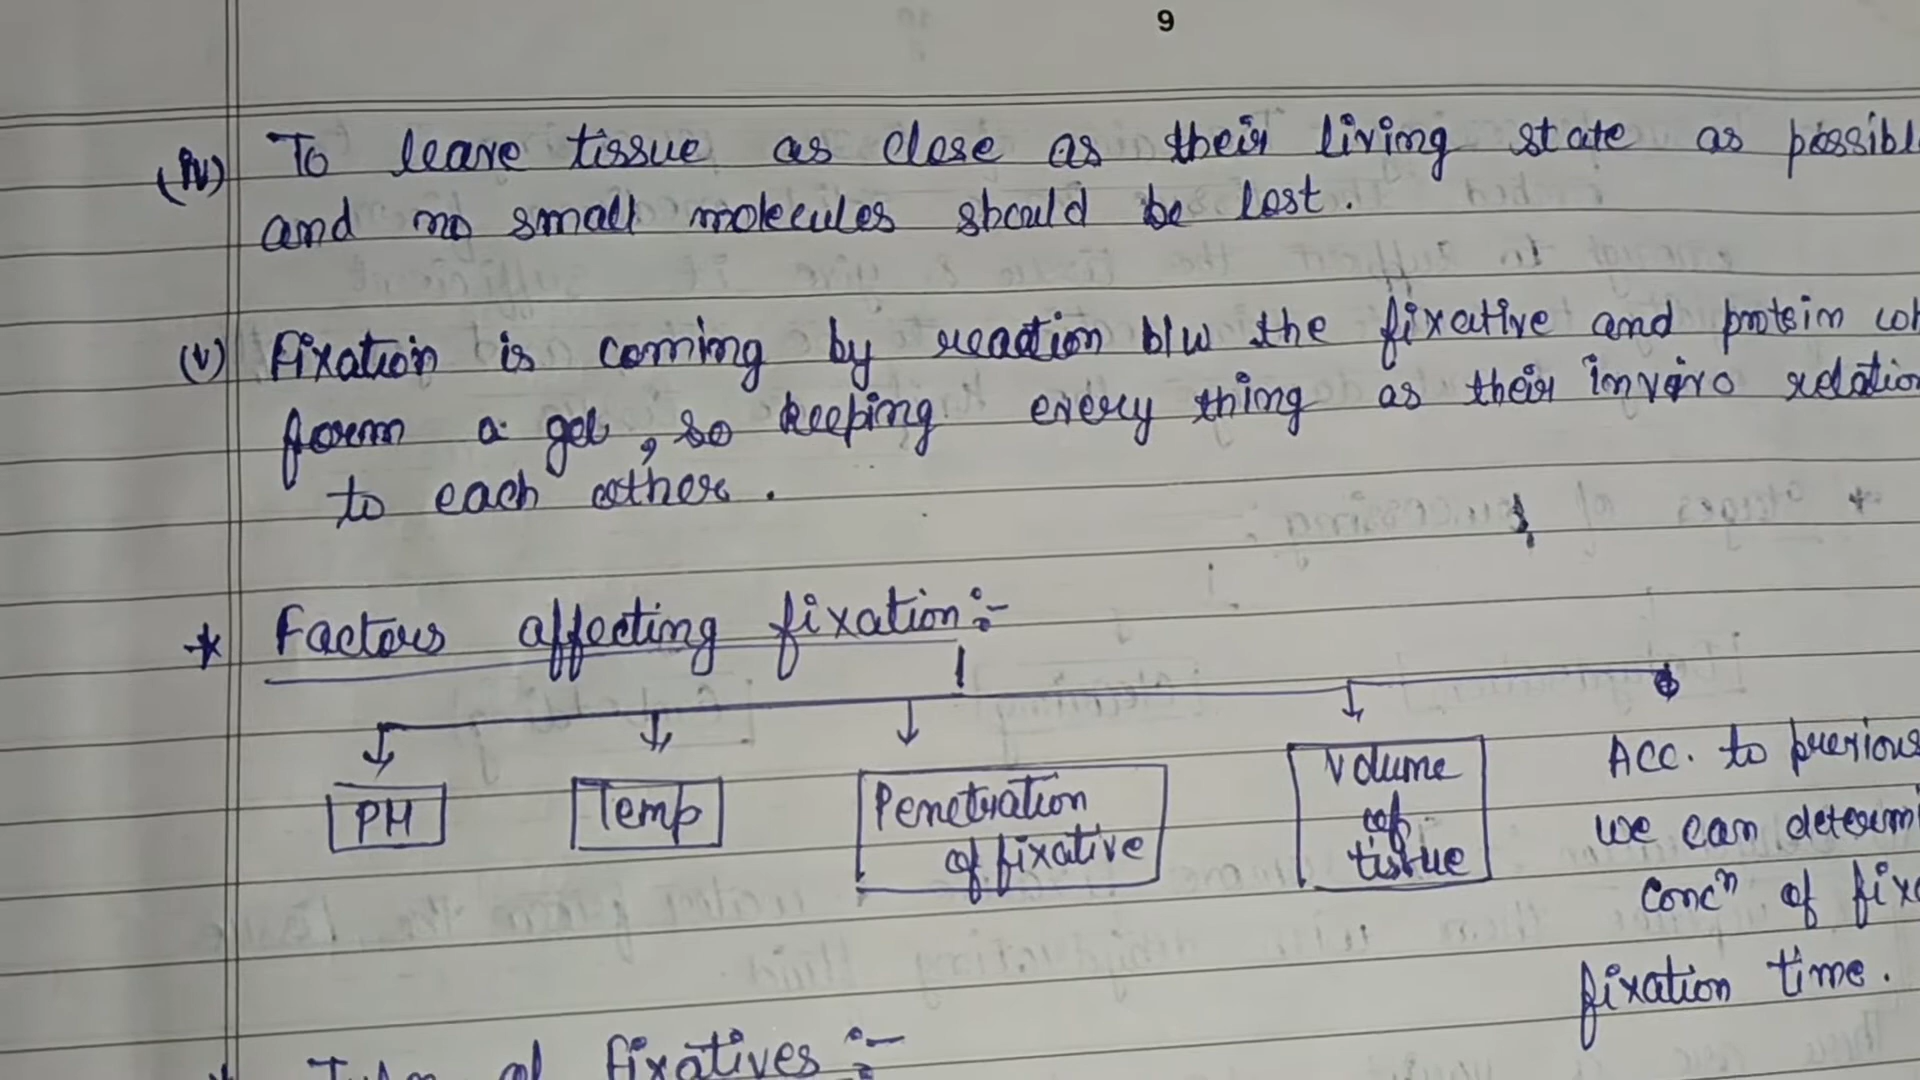 9
(iv) To leave tissue as close as their living state as possibl
and no small molecules should be lost.
(v) Fixation is coming by reaction b/w the fixative and protein
form a gel, so keeping every thing as their invivo relation
to each other.
* Factors affecting fixation:-
PH Temp Penetration of fixative Volume of tissue
Acc. to previous
we can determi
concⁿ of fix
fixation time.
of fixatives:-